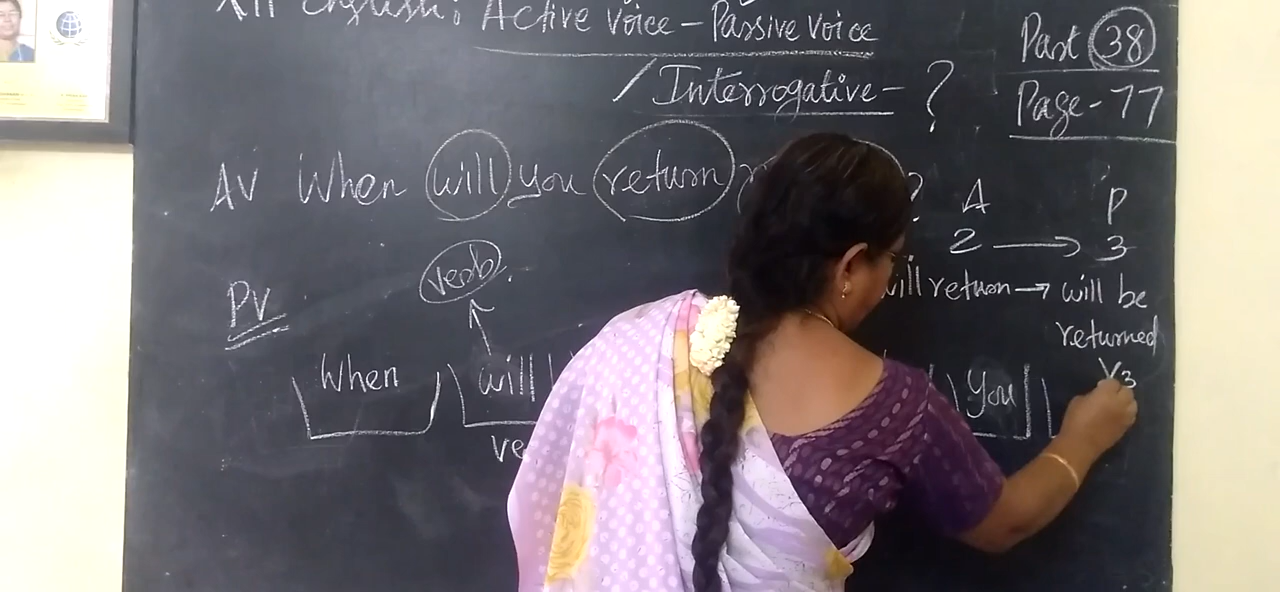 XII English: Active Voice - Passive Voice
/ Interrogative - ?
Part 38
Page - 77
AV When will you return ?
A P
2 → 3
will return → will be
returned
V3
verb.
PV
When will You
ve